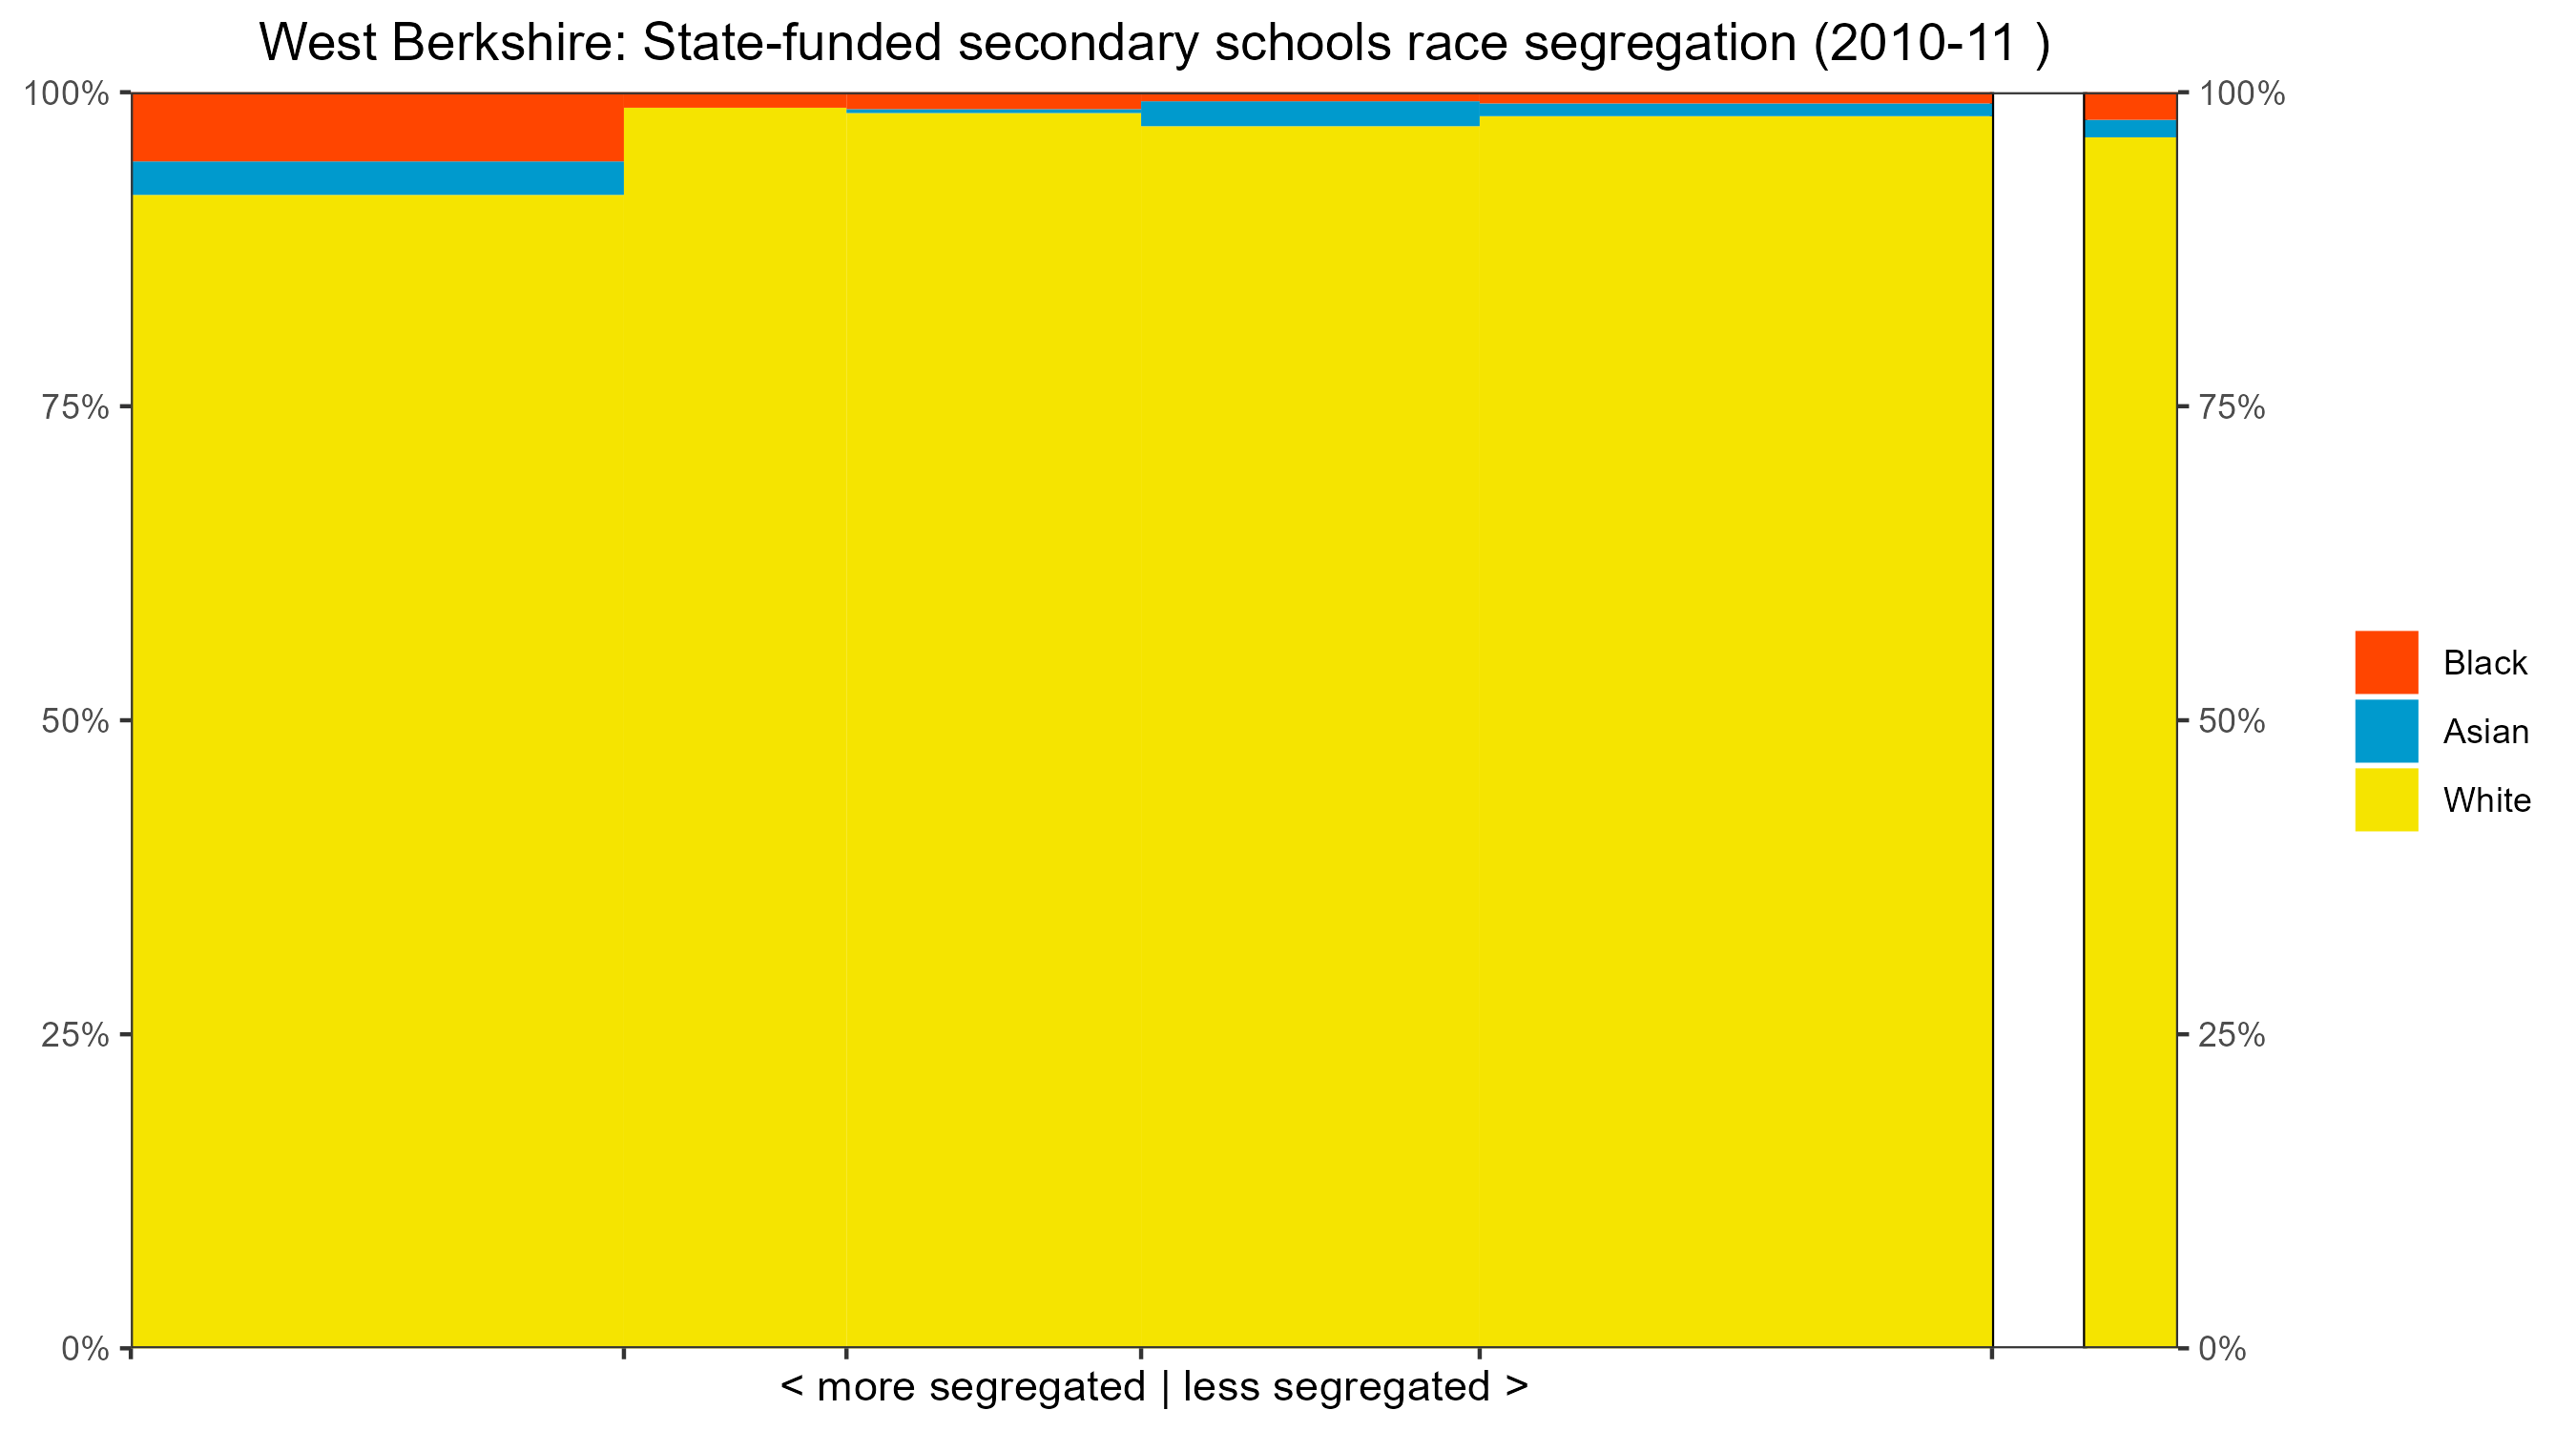 West Berkshire: State-funded secondary schools race segregation (2010-11 )
100%
75%
50%
25%
0%
100%
75%
50%
25%
0%
Black
Asian
White
< more segregated | less segregated >